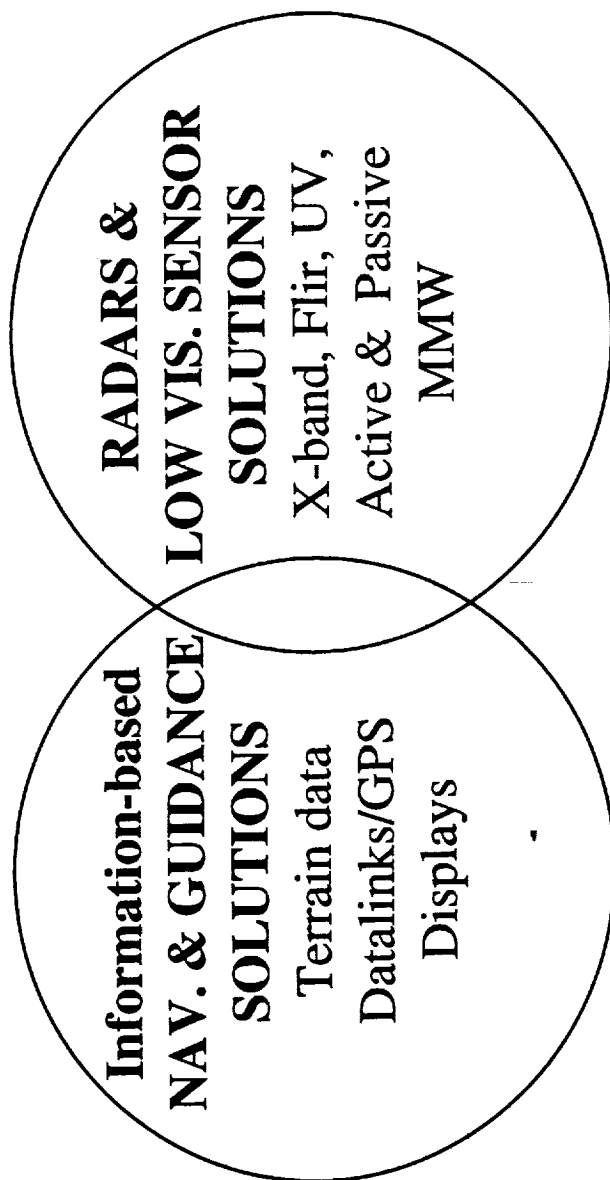 Information-based
NAV. & GUIDANCE
SOLUTIONS
Terrain data
Datalinks/GPS
Displays
RADARS &
LOW VIS. SENSOR
SOLUTIONS
X-band, Flir, UV,
Active & Passive
MMW